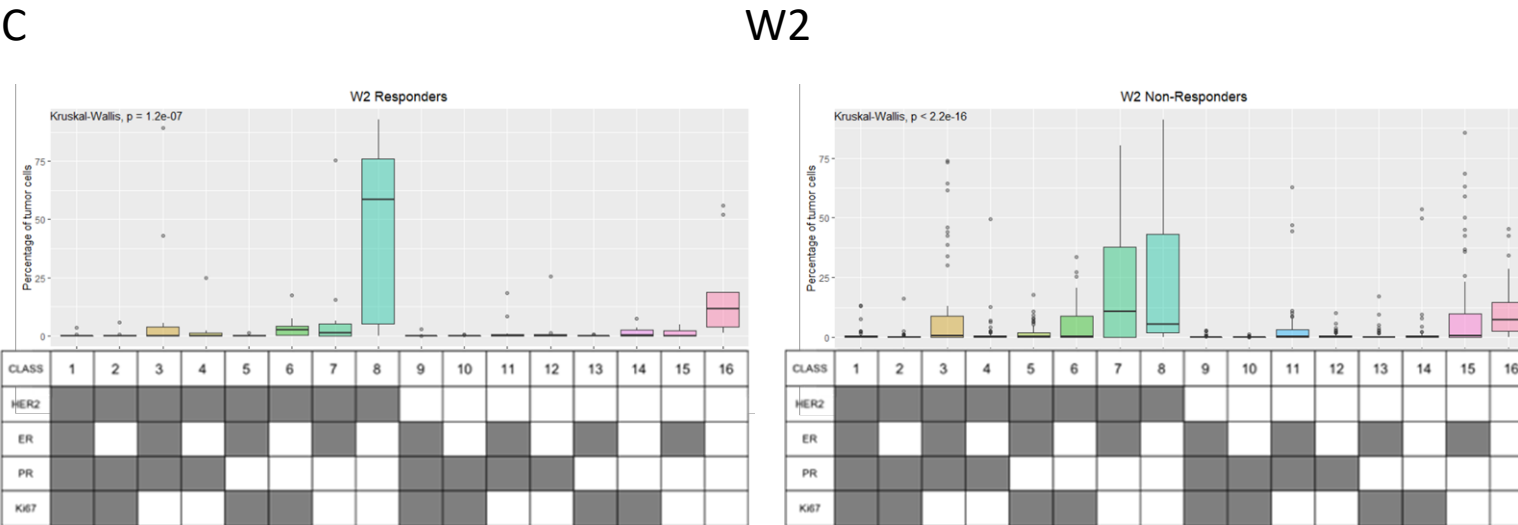 C
W2
W2 Responders
Kruskal-Wallis, p = 1.2e-07
Percentage of tumor cells
75
50
25
0
CLASS 1 2 3 4 5 6 7 8 9 10 11 12 13 14 15 16
HER2
ER
PR
Ki67
W2 Non-Responders
Kruskal-Wallis, p < 2.2e-16
Percentage of tumor cells
75
50
25
0
CLASS 1 2 3 4 5 6 7 8 9 10 11 12 13 14 15 16
HER2
ER
PR
Ki67